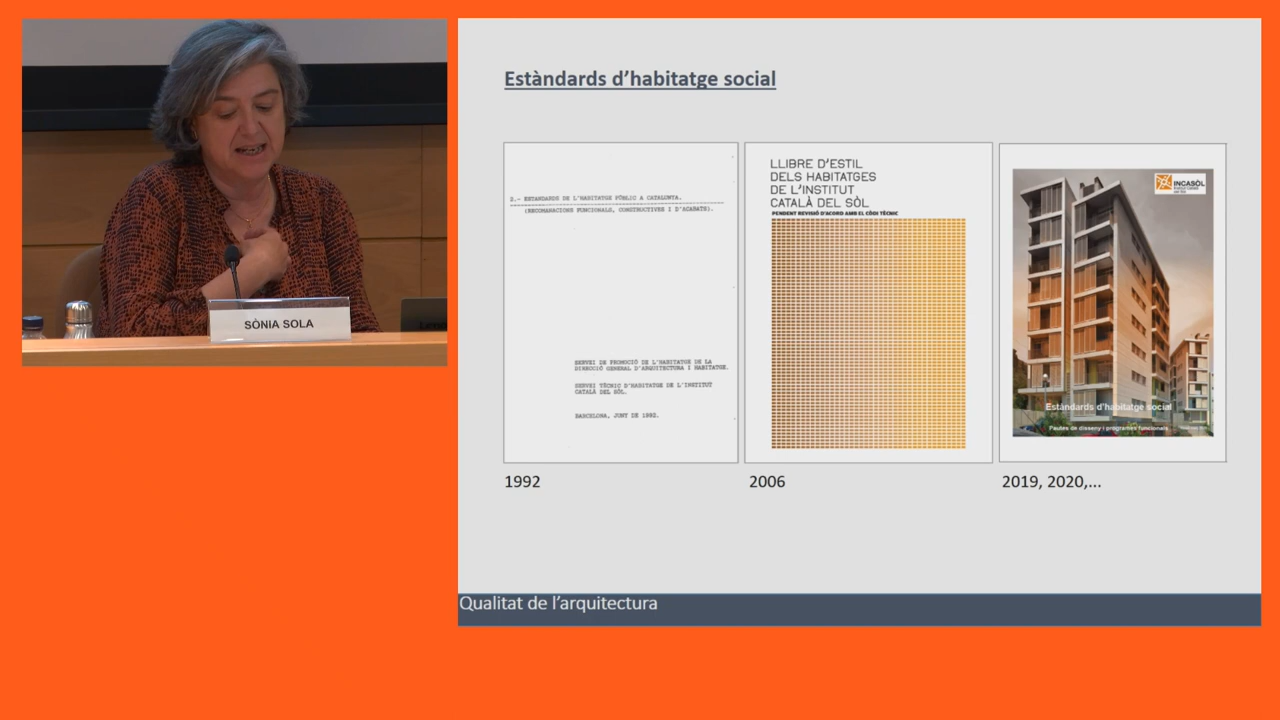 SÒNIA SOLA
Estàndards d'habitatge social
2.- ESTANDARDS DE L'HABITATGE PÚBLIC A CATALUNYA.
(RECOMANACIONS FUNCIONALS, CONSTRUCTIVES I D'ACABATS).
SERVEI DE PROMOCIÓ DE L'HABITATGE DE LA
DIRECCIÓ GENERAL D'ARQUITECTURA I HABITATGE.
SERVEI TÈCNIC D'HABITATGE DE L'INSTITUT
CATALÀ DEL SÒL.
BARCELONA, JUNY DE 1992.
1992
LLIBRE D'ESTIL
DELS HABITATGES
DE L'INSTITUT
CATALÀ DEL SÒL
PENDENT REVISIÓ D'ACORD AMB EL CÒDI TÈCNIC
2006
INCASÒL
Estàndards d'habitatge social
Pautes de disseny i programes funcionals
2019, 2020,...
Qualitat de l'arquitectura